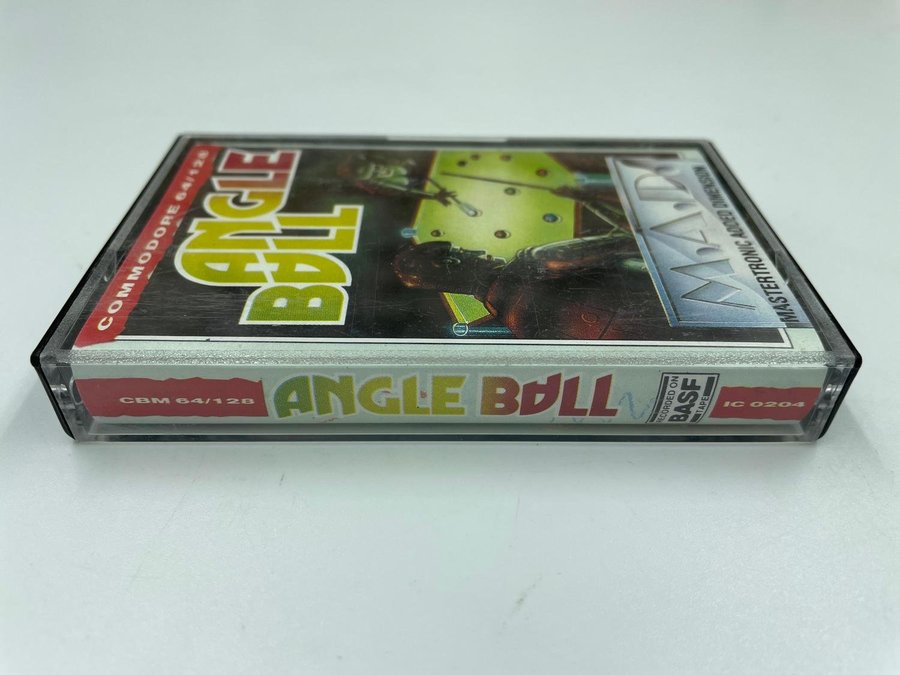 COMMODORE 64/128
ANGLE
BALL
M.A.D.
MASTERTRONIC ADDED DIMENSION
CBM 64/128
ANGLE BALL
RECORDED ON
BASF
TAPE
IC 0204